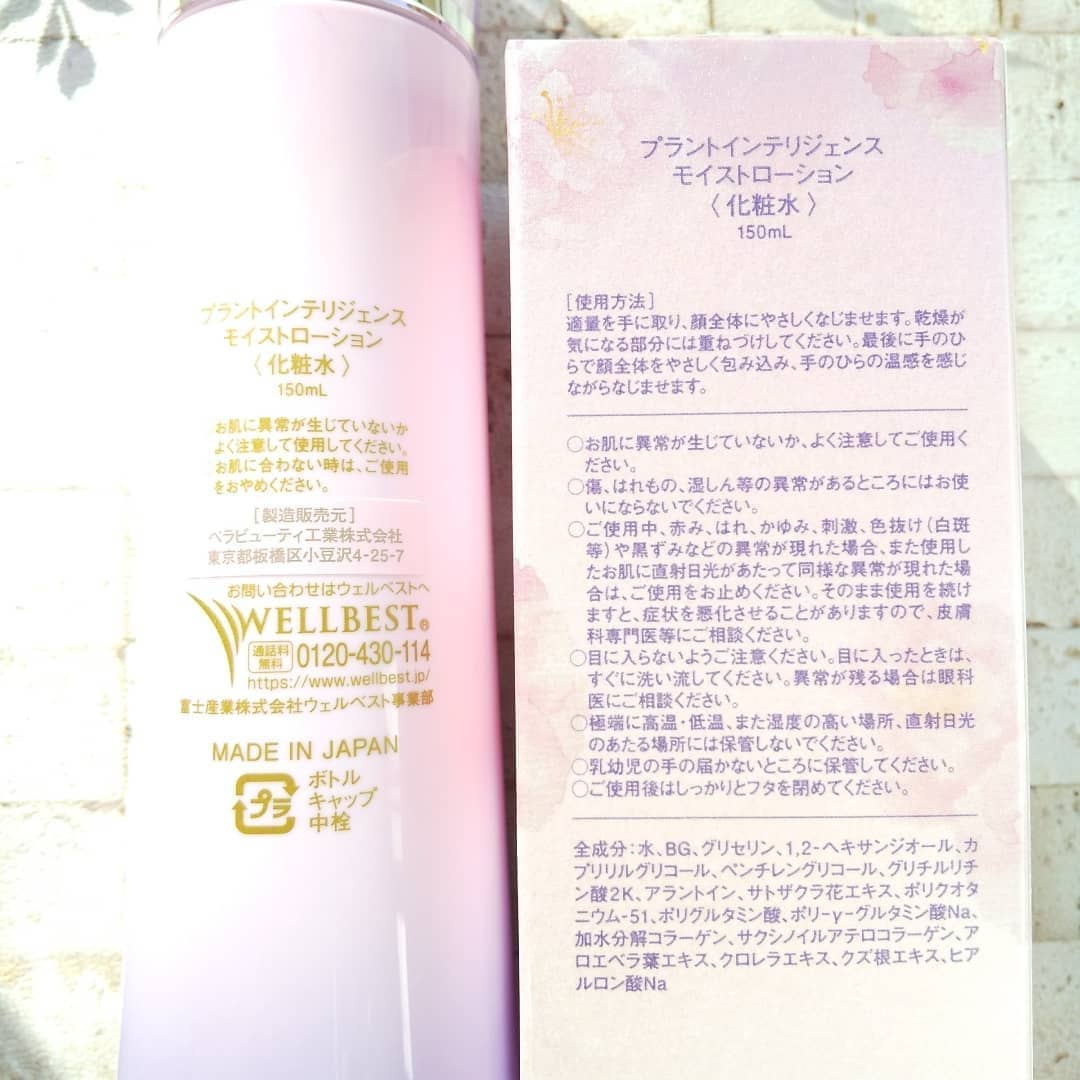 プラントインテリジェンス
モイストローション
〈 化粧水 〉
150mL
お肌に異常が生じていないか
よく注意して使用してください。
お肌に合わない時は、ご使用
をおやめください。
[製造販売元]
ベラビューティ工業株式会社
東京都板橋区小豆沢4-25-7
お問い合わせはウェルベストへ
WELLBEST®
通話料
無料
0120-430-114
https://www.wellbest.jp/
富士産業株式会社ウェルベスト事業部
MADE IN JAPAN
プラ
ボトル
キャップ
中栓
プラントインテリジェンス
モイストローション
〈 化粧水 〉
150mL
[使用方法]
適量を手に取り、顔全体にやさしくなじませます。乾燥が
気になる部分には重ねづけしてください。最後に手のひ
らで顔全体をやさしく包み込み、手のひらの温感を感じ
ながらなじませます。
○お肌に異常が生じていないか、よく注意してご使用く
ださい。
○傷、はれもの、湿しん等の異常があるところにはお使
いにならないでください。
○ご使用中、赤み、はれ、かゆみ、刺激、色抜け(白斑
等)や黒ずみなどの異常が現れた場合、また使用し
たお肌に直射日光があたって同様な異常が現れた場
合は、ご使用をお止めください。そのまま使用を続け
ますと、症状を悪化させることがありますので、皮膚
科専門医等にご相談ください。
○目に入らないようご注意ください。目に入ったときは、
すぐに洗い流してください。異常が残る場合は眼科
医にご相談ください。
○極端に高温・低温、また湿度の高い場所、直射日光
のあたる場所には保管しないでください。
○乳幼児の手の届かないところに保管してください。
○ご使用後はしっかりとフタを閉めてください。
全成分:水、BG、グリセリン、1,2-ヘキサンジオール、カ
プリリルグリコール、ペンチレングリコール、グリチルリチ
ン酸2K、アラントイン、サトザクラ花エキス、ポリクオタ
ニウム-51、ポリグルタミン酸、ポリ-γ-グルタミン酸Na、
加水分解コラーゲン、サクシノイルアテロコラーゲン、ア
ロエベラ葉エキス、クロレラエキス、クズ根エキス、ヒア
ルロン酸Na